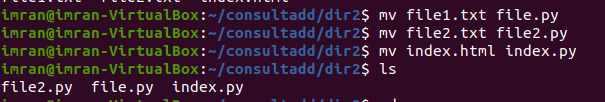 imran@imran-VirtualBox:~/consultadd/dir2$ mv file1.txt file.py
imran@imran-VirtualBox:~/consultadd/dir2$ mv file2.txt file2.py
imran@imran-VirtualBox:~/consultadd/dir2$ mv index.html index.py
imran@imran-VirtualBox:~/consultadd/dir2$ ls
file2.py file.py index.py